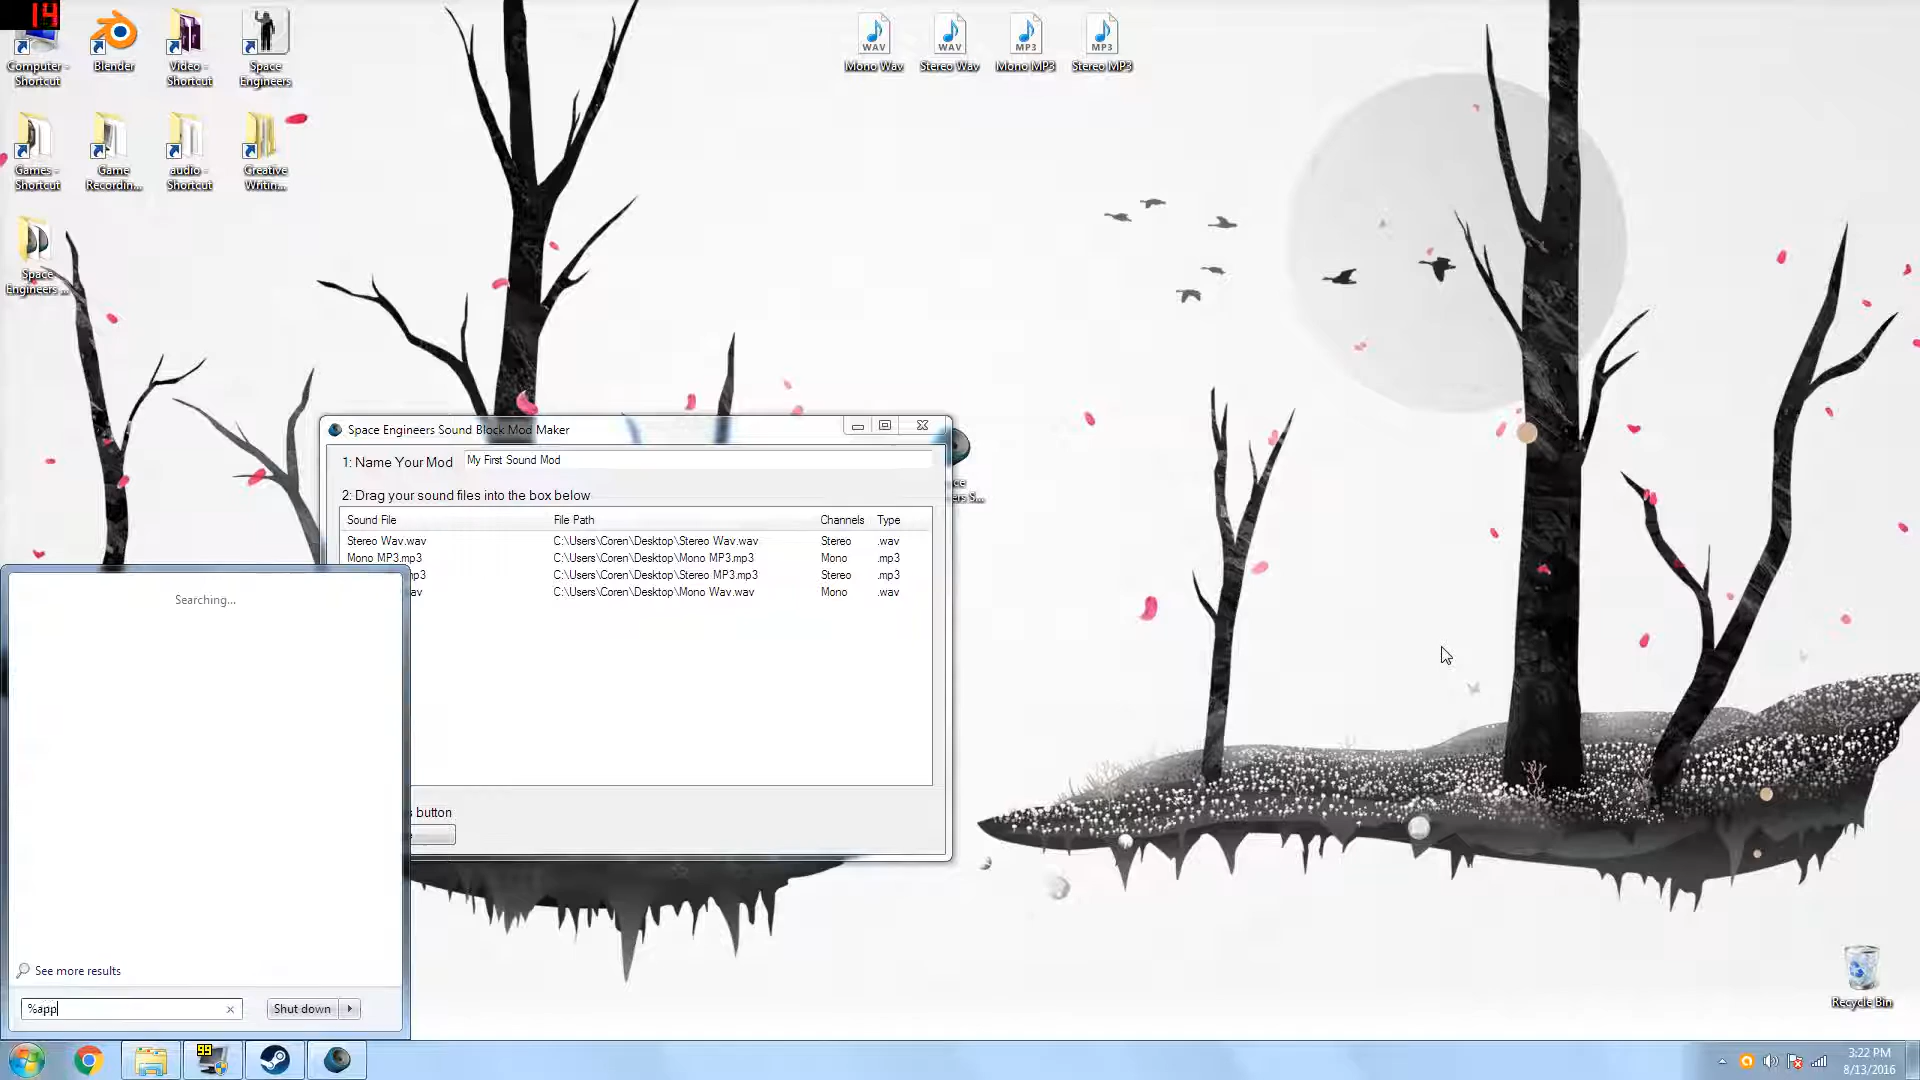 14
Computer -
Shortcut
Blender
Video -
Shortcut
Space
Engineers
WAV
Mono Wav
WAV
Stereo Wav
MP3
Mono MP3
MP3
Stereo MP3
Games -
Shortcut
Game
Recordin...
audio -
Shortcut
Creative
Writin...
Space
Engineers ...
Space Engineers Sound Block Mod Maker
1: Name Your Mod
My First Sound Mod
2: Drag your sound files into the box below
Sound File File Path Channels Type
Stereo Wav.wav C:\Users\Coren\Desktop\Stereo Wav.wav Stereo .wav
Mono MP3.mp3 C:\Users\Coren\Desktop\Mono MP3.mp3 Mono .mp3
C:\Users\Coren\Desktop\Stereo MP3.mp3 Stereo .mp3
C:\Users\Coren\Desktop\Mono Wav.wav Mono .wav
button
Searching...
See more results
%app
Shut down
Recycle Bin
99
3:22 PM
8/13/2016